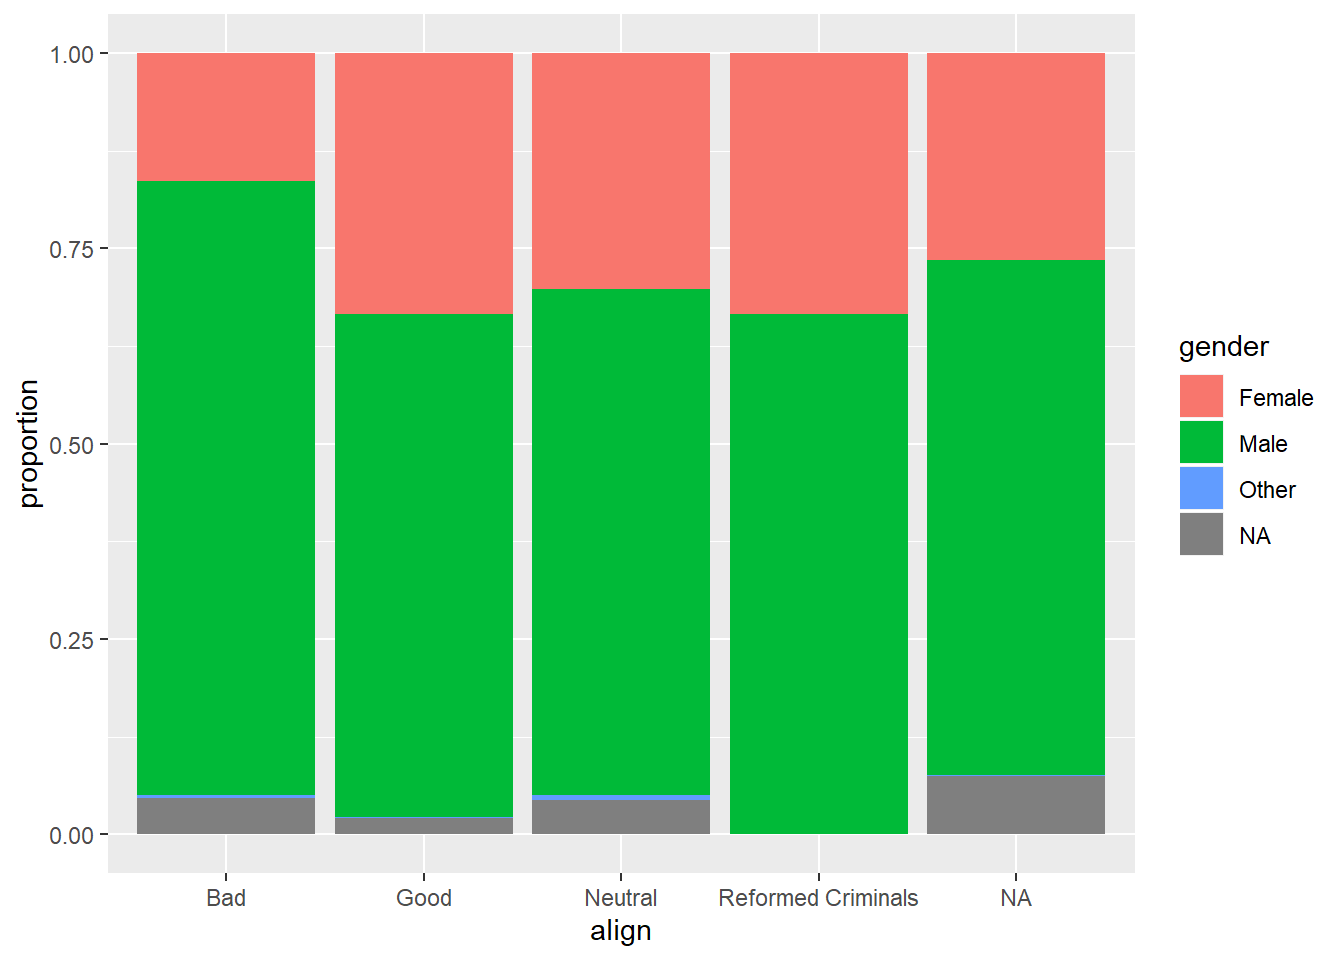 1.00
0.75
0.50
0.25
0.00
proportion
Bad
Good
Neutral
Reformed Criminals
NA
align
gender
Female
Male
Other
NA